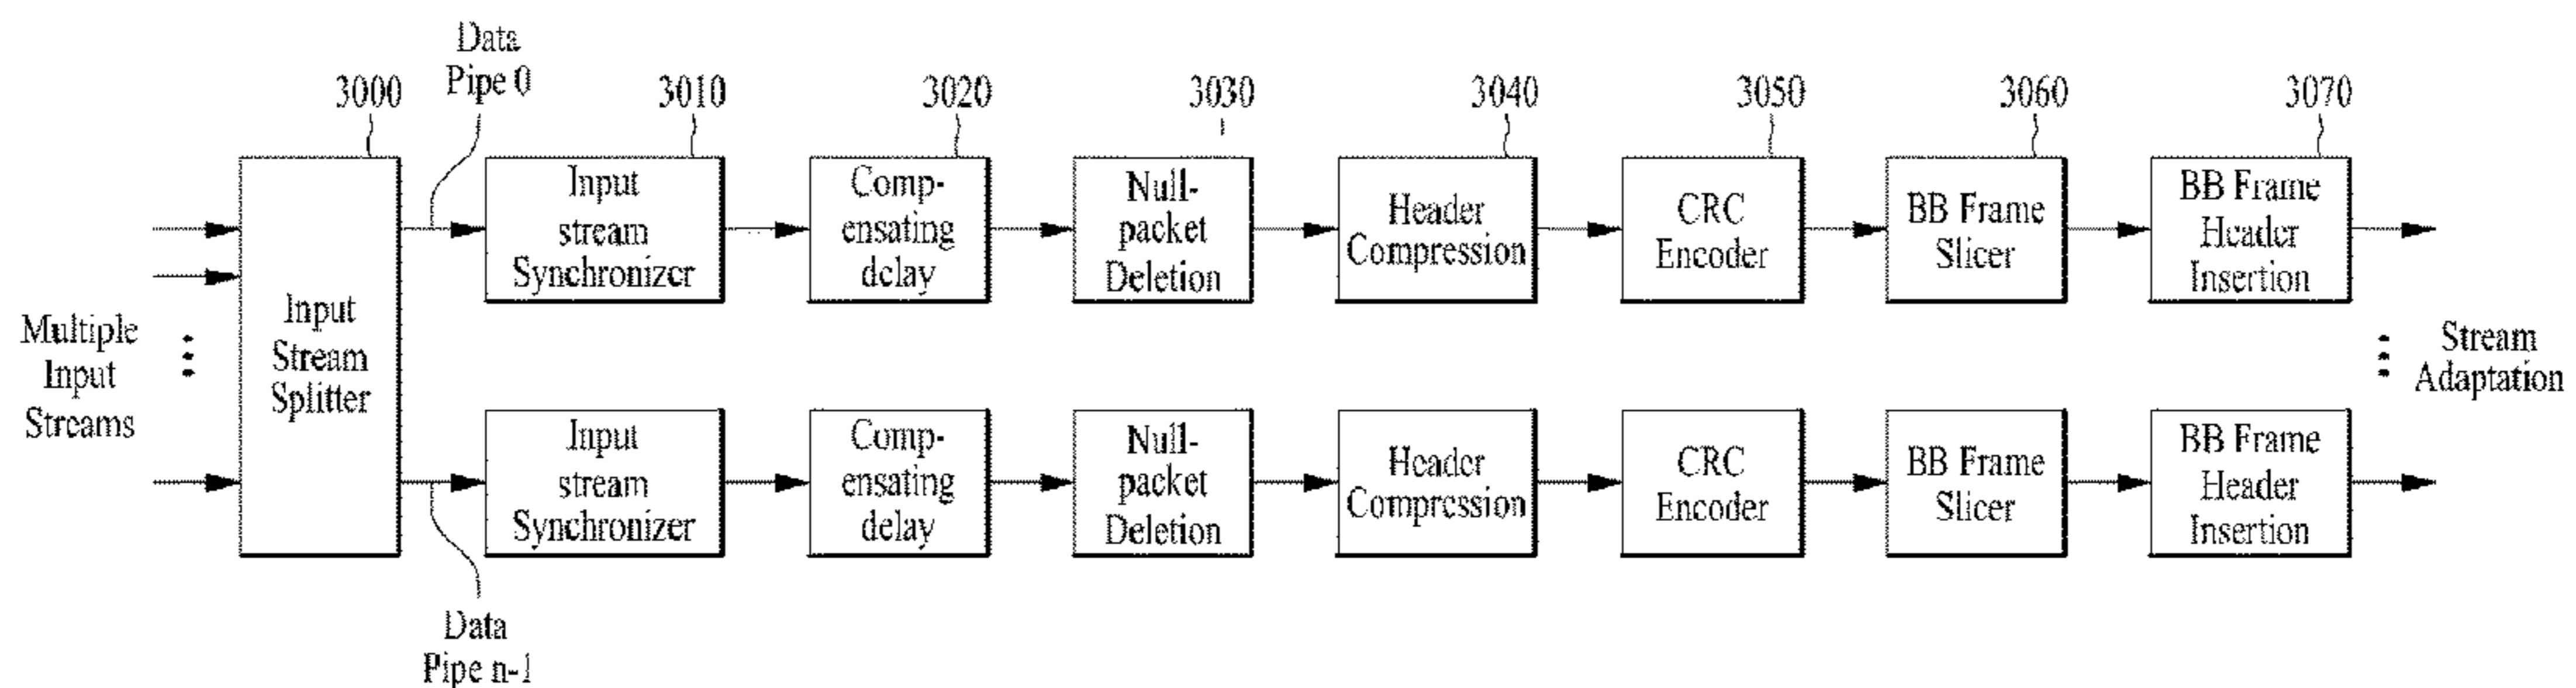 Data
Pipe 0
3000
3010
3020
3030
3040
3050
3060
3070
Multiple
Input
Streams
Input
Stream
Splitter
Input
stream
Synchronizer
Comp-
ensating
delay
Null-
packet
Deletion
Header
Compression
CRC
Encoder
BB Frame
Slicer
BB Frame
Header
Insertion
Stream
Adaptation
Input
stream
Synchronizer
Comp-
ensating
delay
Null-
packet
Deletion
Header
Compression
CRC
Encoder
BB Frame
Slicer
BB Frame
Header
Insertion
Data
Pipe n-1